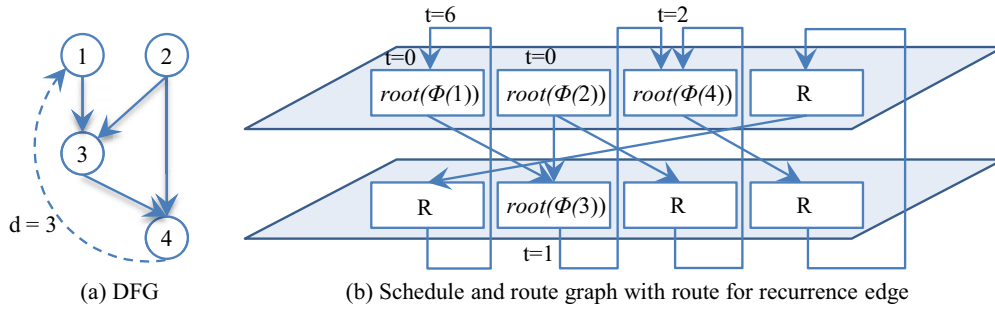 1
2
3
4
d = 3
(a) DFG
t=6
t=2
t=0
t=0
root(Φ(1))
root(Φ(2))
root(Φ(4))
R
R
root(Φ(3))
R
R
t=1
(b) Schedule and route graph with route for recurrence edge